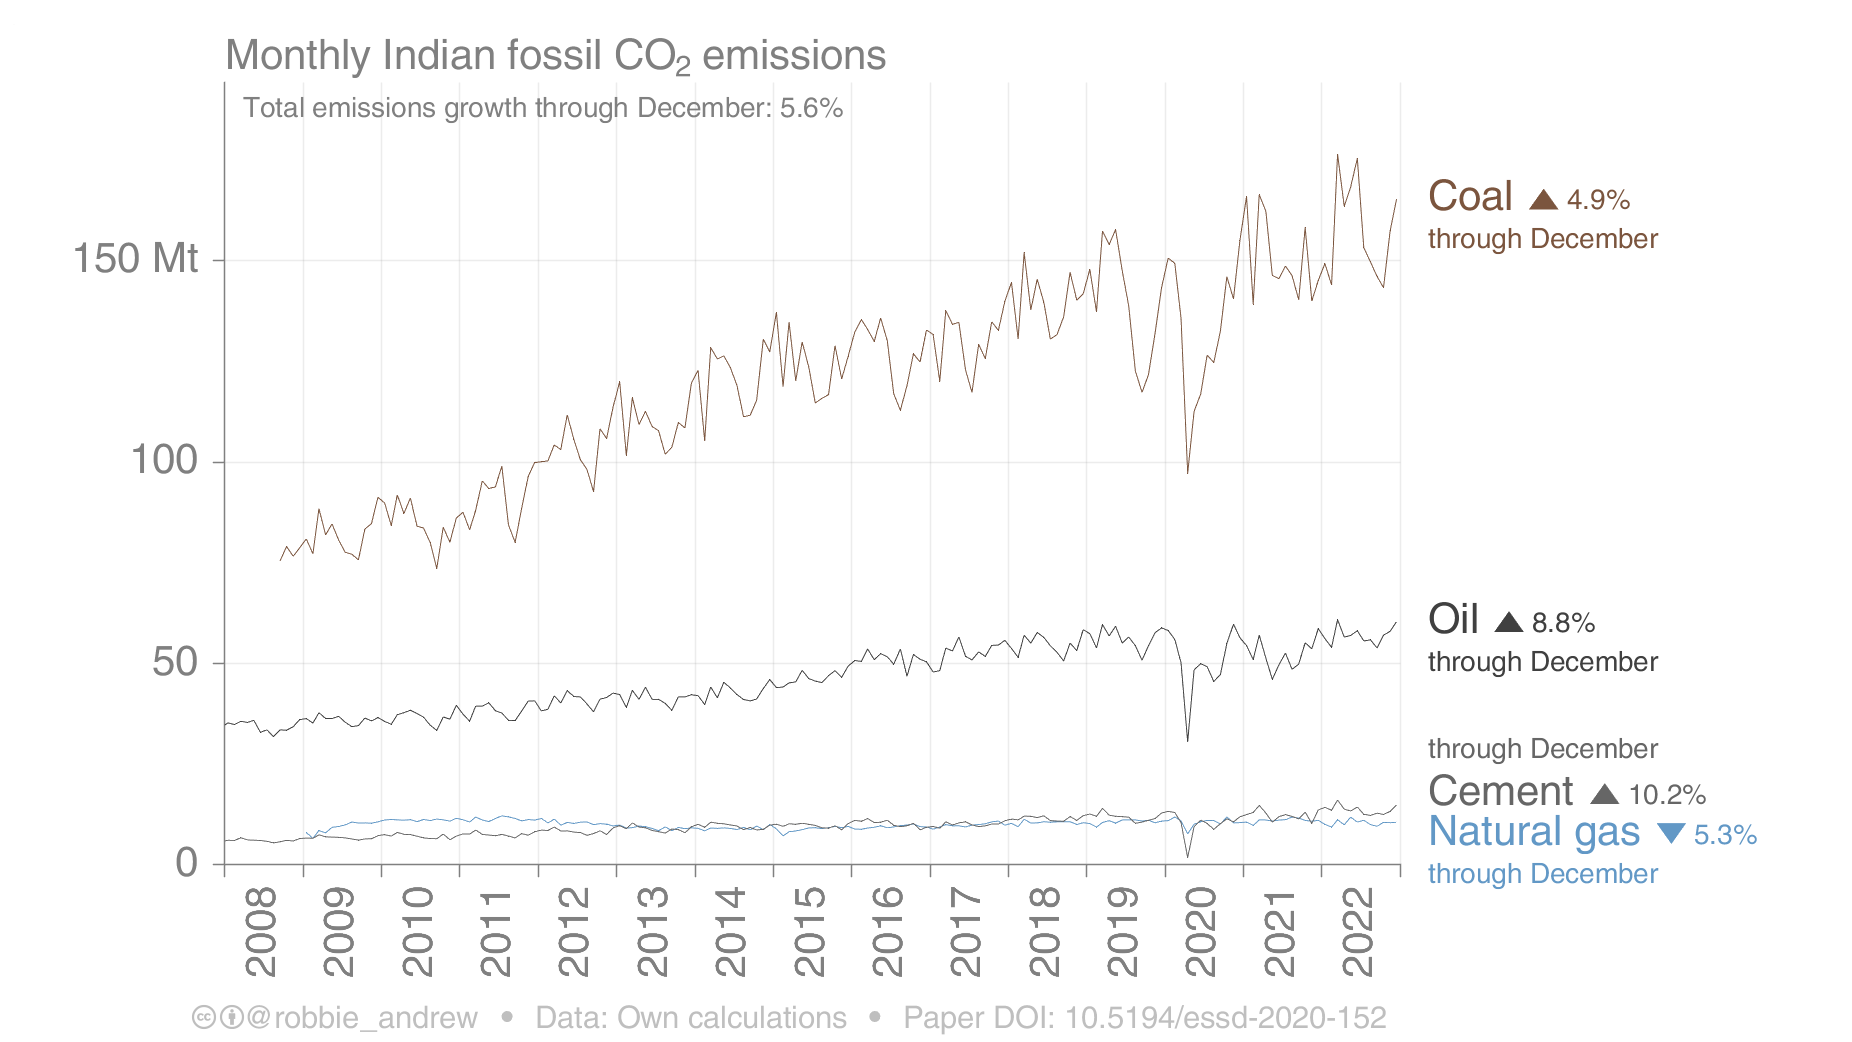 Monthly Indian fossil CO₂ emissions
Total emissions growth through December: 5.6%
150 Mt
100
50
0
2008 2009 2010 2011 2012 2013 2014 2015 2016 2017 2018 2019 2020 2021 2022
Coal ▲ 4.9%
through December
Oil ▲ 8.8%
through December
through December
Cement ▲ 10.2%
Natural gas ▼ 5.3%
through December
@robbie_andrew • Data: Own calculations • Paper DOI: 10.5194/essd-2020-152